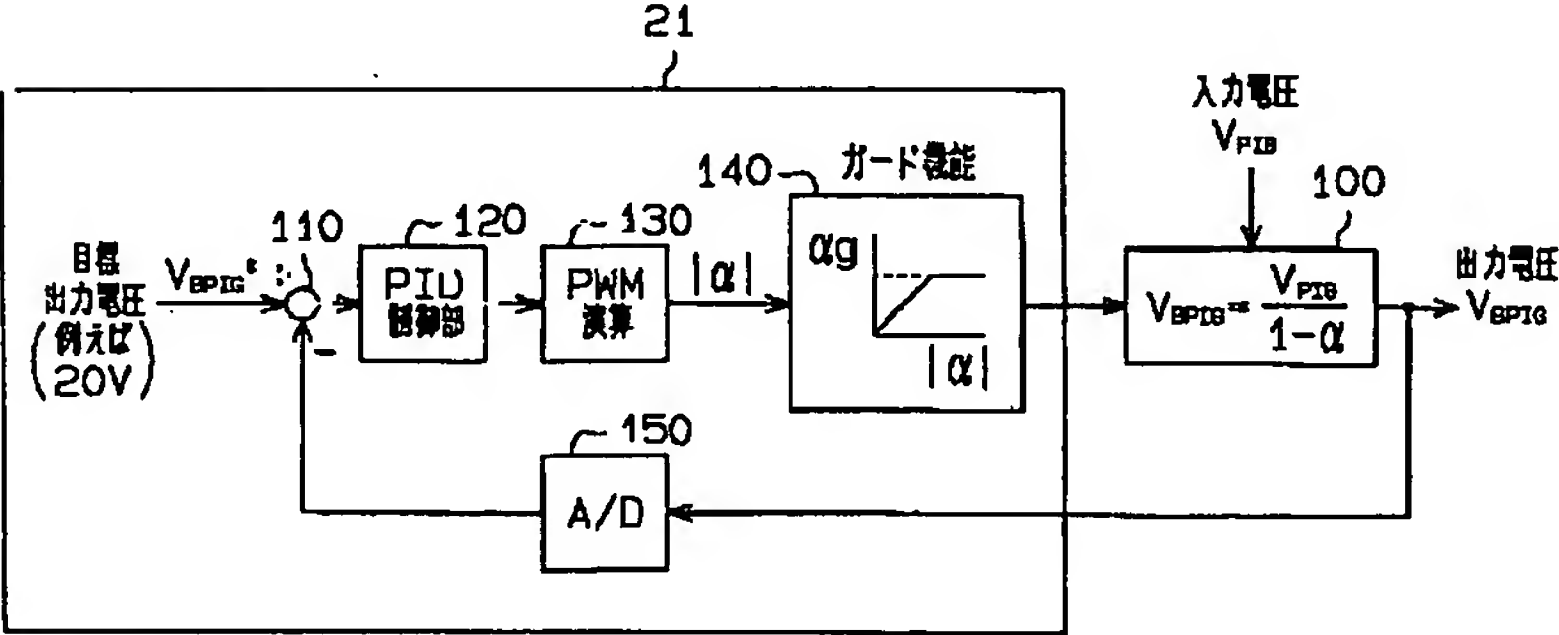 21
入力電圧
V_PIG
ガード機能
140
100
110
120
130
目標
出力電圧
(例えば
20V)
V_BPIG*
PID
制御部
PWM
演算
|α|
αg
|α|
V_BPIG = V_PIG / 1-α
出力電圧
V_BPIG
150
A/D